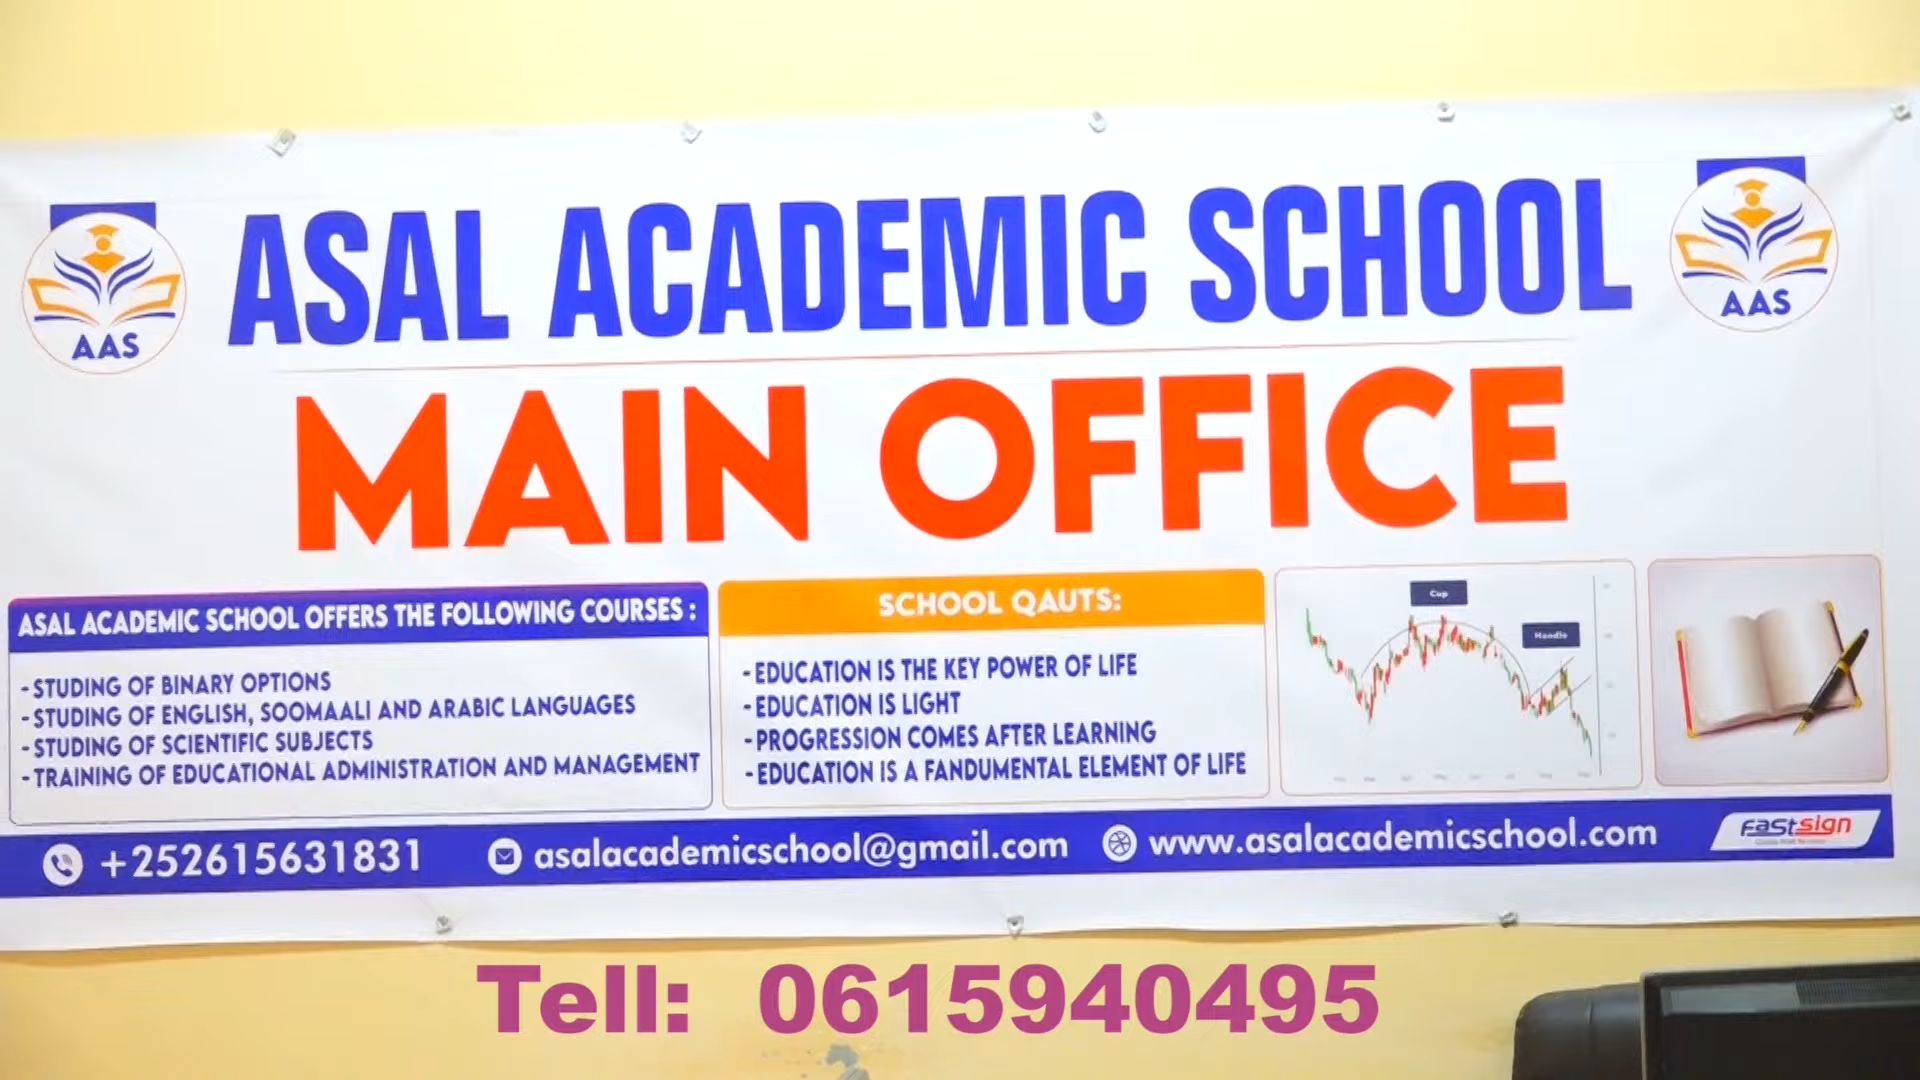 ASAL ACADEMIC SCHOOL
AAS
AAS
MAIN OFFICE
ASAL ACADEMIC SCHOOL OFFERS THE FOLLOWING COURSES :
- STUDING OF BINARY OPTIONS
- STUDING OF ENGLISH, SOOMAALI AND ARABIC LANGUAGES
- STUDING OF SCIENTIFIC SUBJECTS
- TRAINING OF EDUCATIONAL ADMINISTRATION AND MANAGEMENT
SCHOOL QAUTS:
- EDUCATION IS THE KEY POWER OF LIFE
- EDUCATION IS LIGHT
- PROGRESSION COMES AFTER LEARNING
- EDUCATION IS A FANDUMENTAL ELEMENT OF LIFE
Cup
Handle
+252615631831
asalacademicschool@gmail.com
www.asalacademicschool.com
Fastsign
Tell: 0615940495